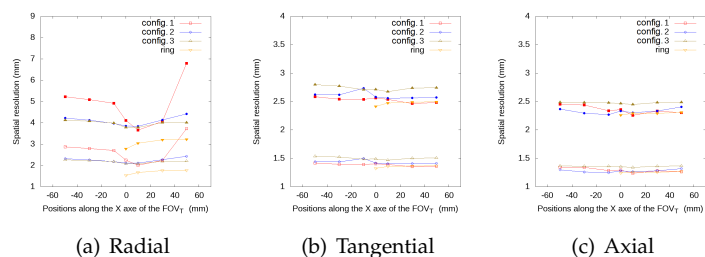 9
8
7
6
5
4
3
2
1
Spatial resolution (mm)
config. 1
config. 2
config. 3
ring
-60 -40 -20 0 20 40 60
Positions along the X axe of the FOV_T (mm)
(a) Radial
4
3.5
3
2.5
2
1.5
1
Spatial resolution (mm)
config. 1
config. 2
config. 3
ring
-60 -40 -20 0 20 40 60
Positions along the X axe of the FOV_T (mm)
(b) Tangential
4
3.5
3
2.5
2
1.5
1
Spatial resolution (mm)
config. 1
config. 2
config. 3
ring
-60 -40 -20 0 20 40 60
Positions along the X axe of the FOV_T (mm)
(c) Axial